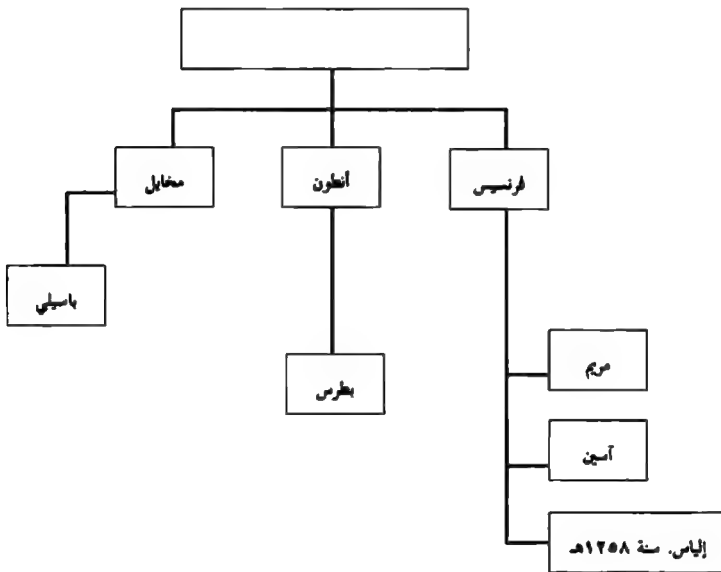 فرنسيس
أنطون
مخايل
باسيلي
بطرس
مريم
آسين
إلياس. سنة ١٢٥٨هـ